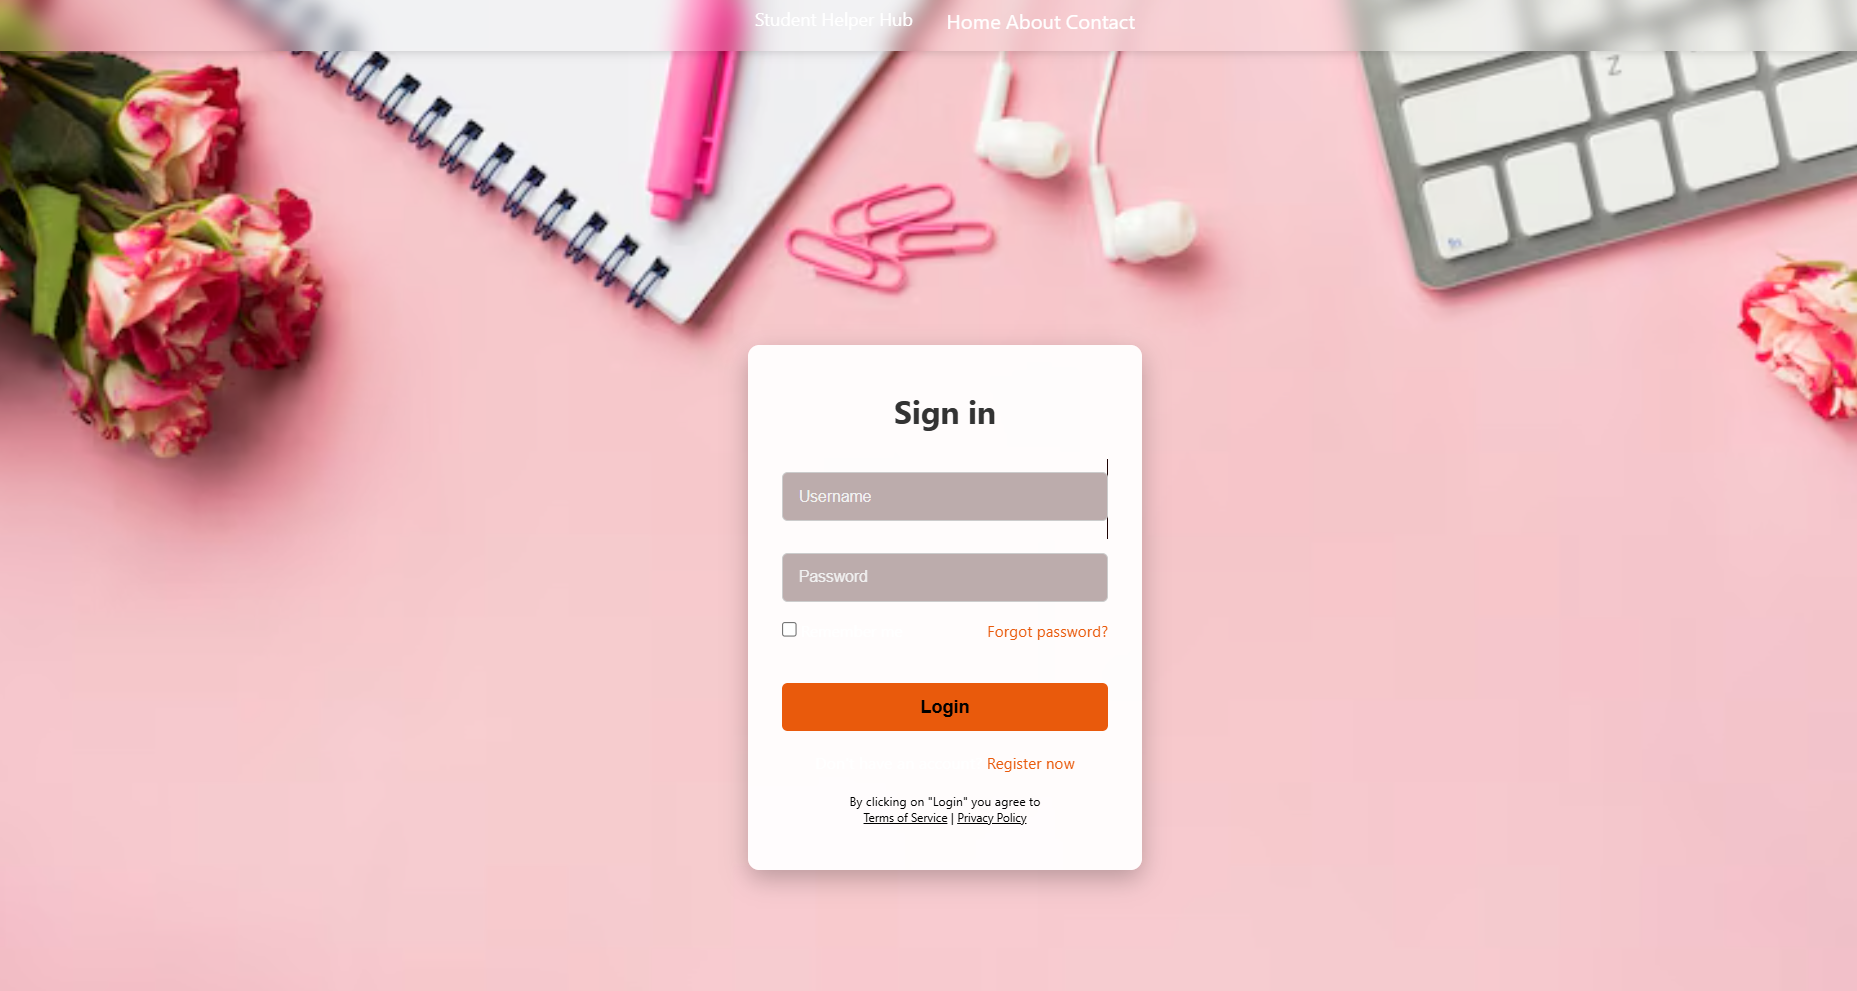 Student Helper Hub
Home About Contact
Z
fn
Sign in
Username
Password
Forgot password?
Login
Register now
By clicking on "Login" you agree to
Terms of Service | Privacy Policy